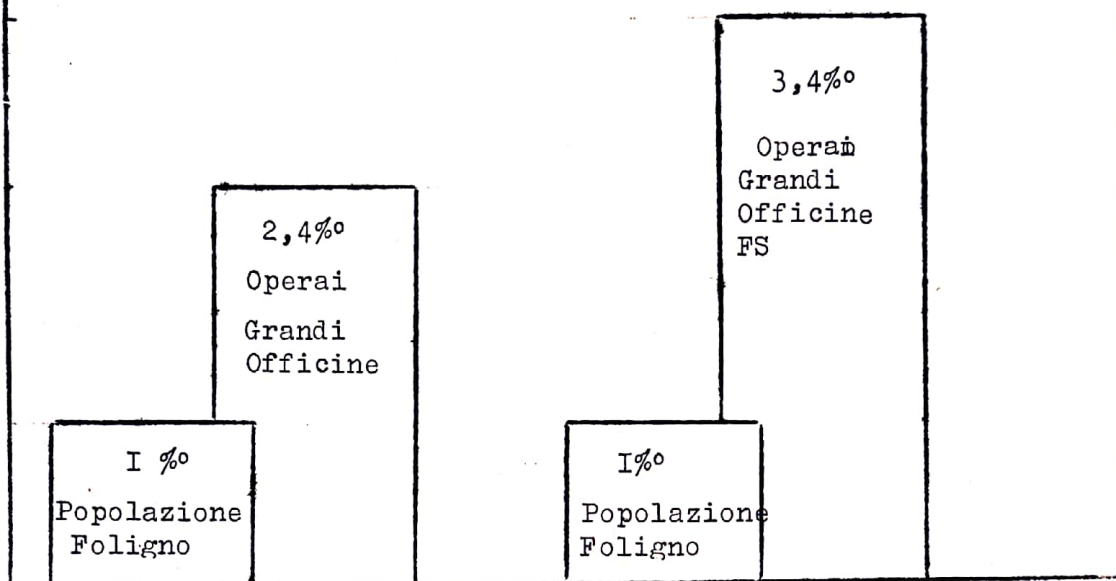 2,4%º
Operai
Grandi
Officine
I %º
Popolazione
Foligno
3,4%º
Operai
Grandi
Officine
FS
I%º
Popolazione
Foligno